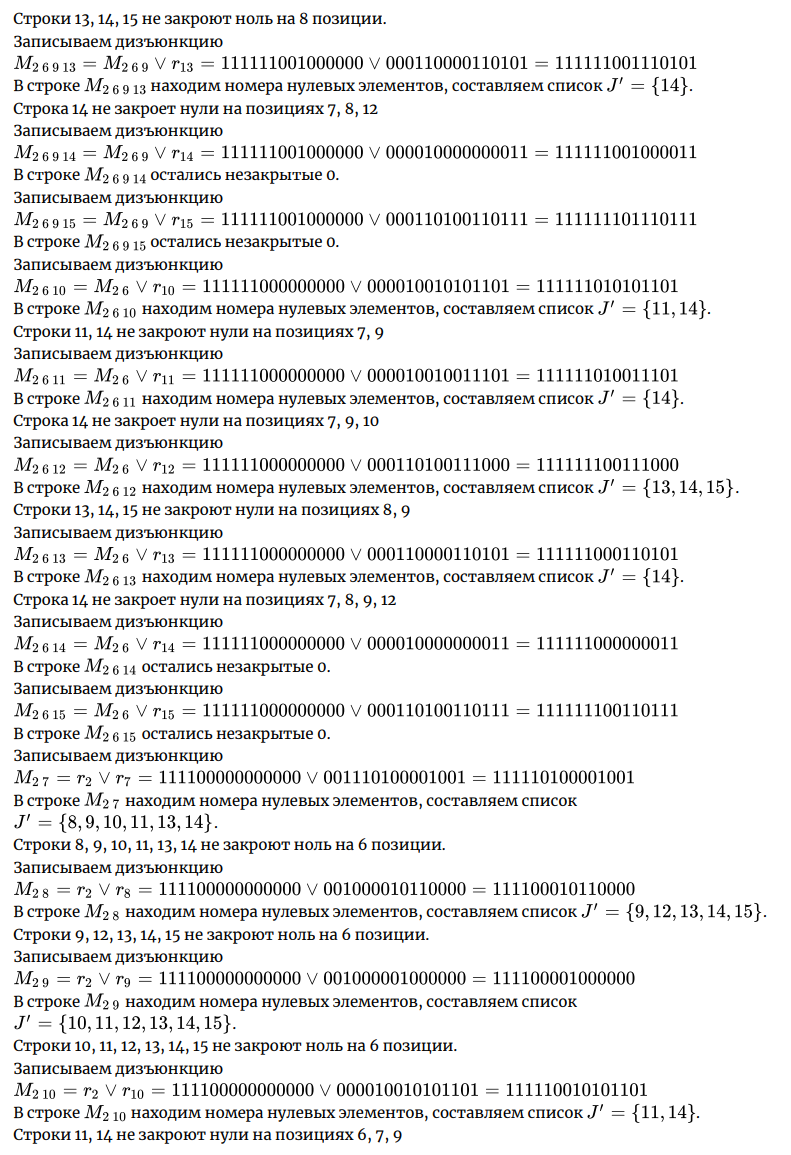 Строки 13, 14, 15 не закроют ноль на 8 позиции.
Записываем дизъюнкцию
M₂ ₆ ₉ ₁₃ = M₂ ₆ ₉ ∨ r₁₃ = 111111001000000 ∨ 000110000110101 = 111111001110101
В строке M₂ ₆ ₉ ₁₃ находим номера нулевых элементов, составляем список J′ = {14}.
Строка 14 не закроет нули на позициях 7, 8, 12
Записываем дизъюнкцию
M₂ ₆ ₉ ₁₄ = M₂ ₆ ₉ ∨ r₁₄ = 111111001000000 ∨ 000010000000011 = 111111001000011
В строке M₂ ₆ ₉ ₁₄ остались незакрытые 0.
Записываем дизъюнкцию
M₂ ₆ ₉ ₁₅ = M₂ ₆ ₉ ∨ r₁₅ = 111111001000000 ∨ 000110100110111 = 111111101110111
В строке M₂ ₆ ₉ ₁₅ остались незакрытые 0.
Записываем дизъюнкцию
M₂ ₆ ₁₀ = M₂ ₆ ∨ r₁₀ = 111111000000000 ∨ 000010010101101 = 111111010101101
В строке M₂ ₆ ₁₀ находим номера нулевых элементов, составляем список J′ = {11, 14}.
Строки 11, 14 не закроют нули на позициях 7, 9
Записываем дизъюнкцию
M₂ ₆ ₁₁ = M₂ ₆ ∨ r₁₁ = 111111000000000 ∨ 000010010011101 = 111111010011101
В строке M₂ ₆ ₁₁ находим номера нулевых элементов, составляем список J′ = {14}.
Строка 14 не закроет нули на позициях 7, 9, 10
Записываем дизъюнкцию
M₂ ₆ ₁₂ = M₂ ₆ ∨ r₁₂ = 111111000000000 ∨ 000110100111000 = 111111100111000
В строке M₂ ₆ ₁₂ находим номера нулевых элементов, составляем список J′ = {13, 14, 15}.
Строки 13, 14, 15 не закроют нули на позициях 8, 9
Записываем дизъюнкцию
M₂ ₆ ₁₃ = M₂ ₆ ∨ r₁₃ = 111111000000000 ∨ 000110000110101 = 111111000110101
В строке M₂ ₆ ₁₃ находим номера нулевых элементов, составляем список J′ = {14}.
Строка 14 не закроет нули на позициях 7, 8, 9, 12
Записываем дизъюнкцию
M₂ ₆ ₁₄ = M₂ ₆ ∨ r₁₄ = 111111000000000 ∨ 000010000000011 = 111111000000011
В строке M₂ ₆ ₁₄ остались незакрытые 0.
Записываем дизъюнкцию
M₂ ₆ ₁₅ = M₂ ₆ ∨ r₁₅ = 111111000000000 ∨ 000110100110111 = 111111100110111
В строке M₂ ₆ ₁₅ остались незакрытые 0.
Записываем дизъюнкцию
M₂ ₇ = r₂ ∨ r₇ = 111100000000000 ∨ 001110100001001 = 111110100001001
В строке M₂ ₇ находим номера нулевых элементов, составляем список
J′ = {8, 9, 10, 11, 13, 14}.
Строки 8, 9, 10, 11, 13, 14 не закроют ноль на 6 позиции.
Записываем дизъюнкцию
M₂ ₈ = r₂ ∨ r₈ = 111100000000000 ∨ 001000010110000 = 111100010110000
В строке M₂ ₈ находим номера нулевых элементов, составляем список J′ = {9, 12, 13, 14, 15}.
Строки 9, 12, 13, 14, 15 не закроют ноль на 6 позиции.
Записываем дизъюнкцию
M₂ ₉ = r₂ ∨ r₉ = 111100000000000 ∨ 001000001000000 = 111100001000000
В строке M₂ ₉ находим номера нулевых элементов, составляем список
J′ = {10, 11, 12, 13, 14, 15}.
Строки 10, 11, 12, 13, 14, 15 не закроют ноль на 6 позиции.
Записываем дизъюнкцию
M₂ ₁₀ = r₂ ∨ r₁₀ = 111100000000000 ∨ 000010010101101 = 111110010101101
В строке M₂ ₁₀ находим номера нулевых элементов, составляем список J′ = {11, 14}.
Строки 11, 14 не закроют нули на позициях 6, 7, 9